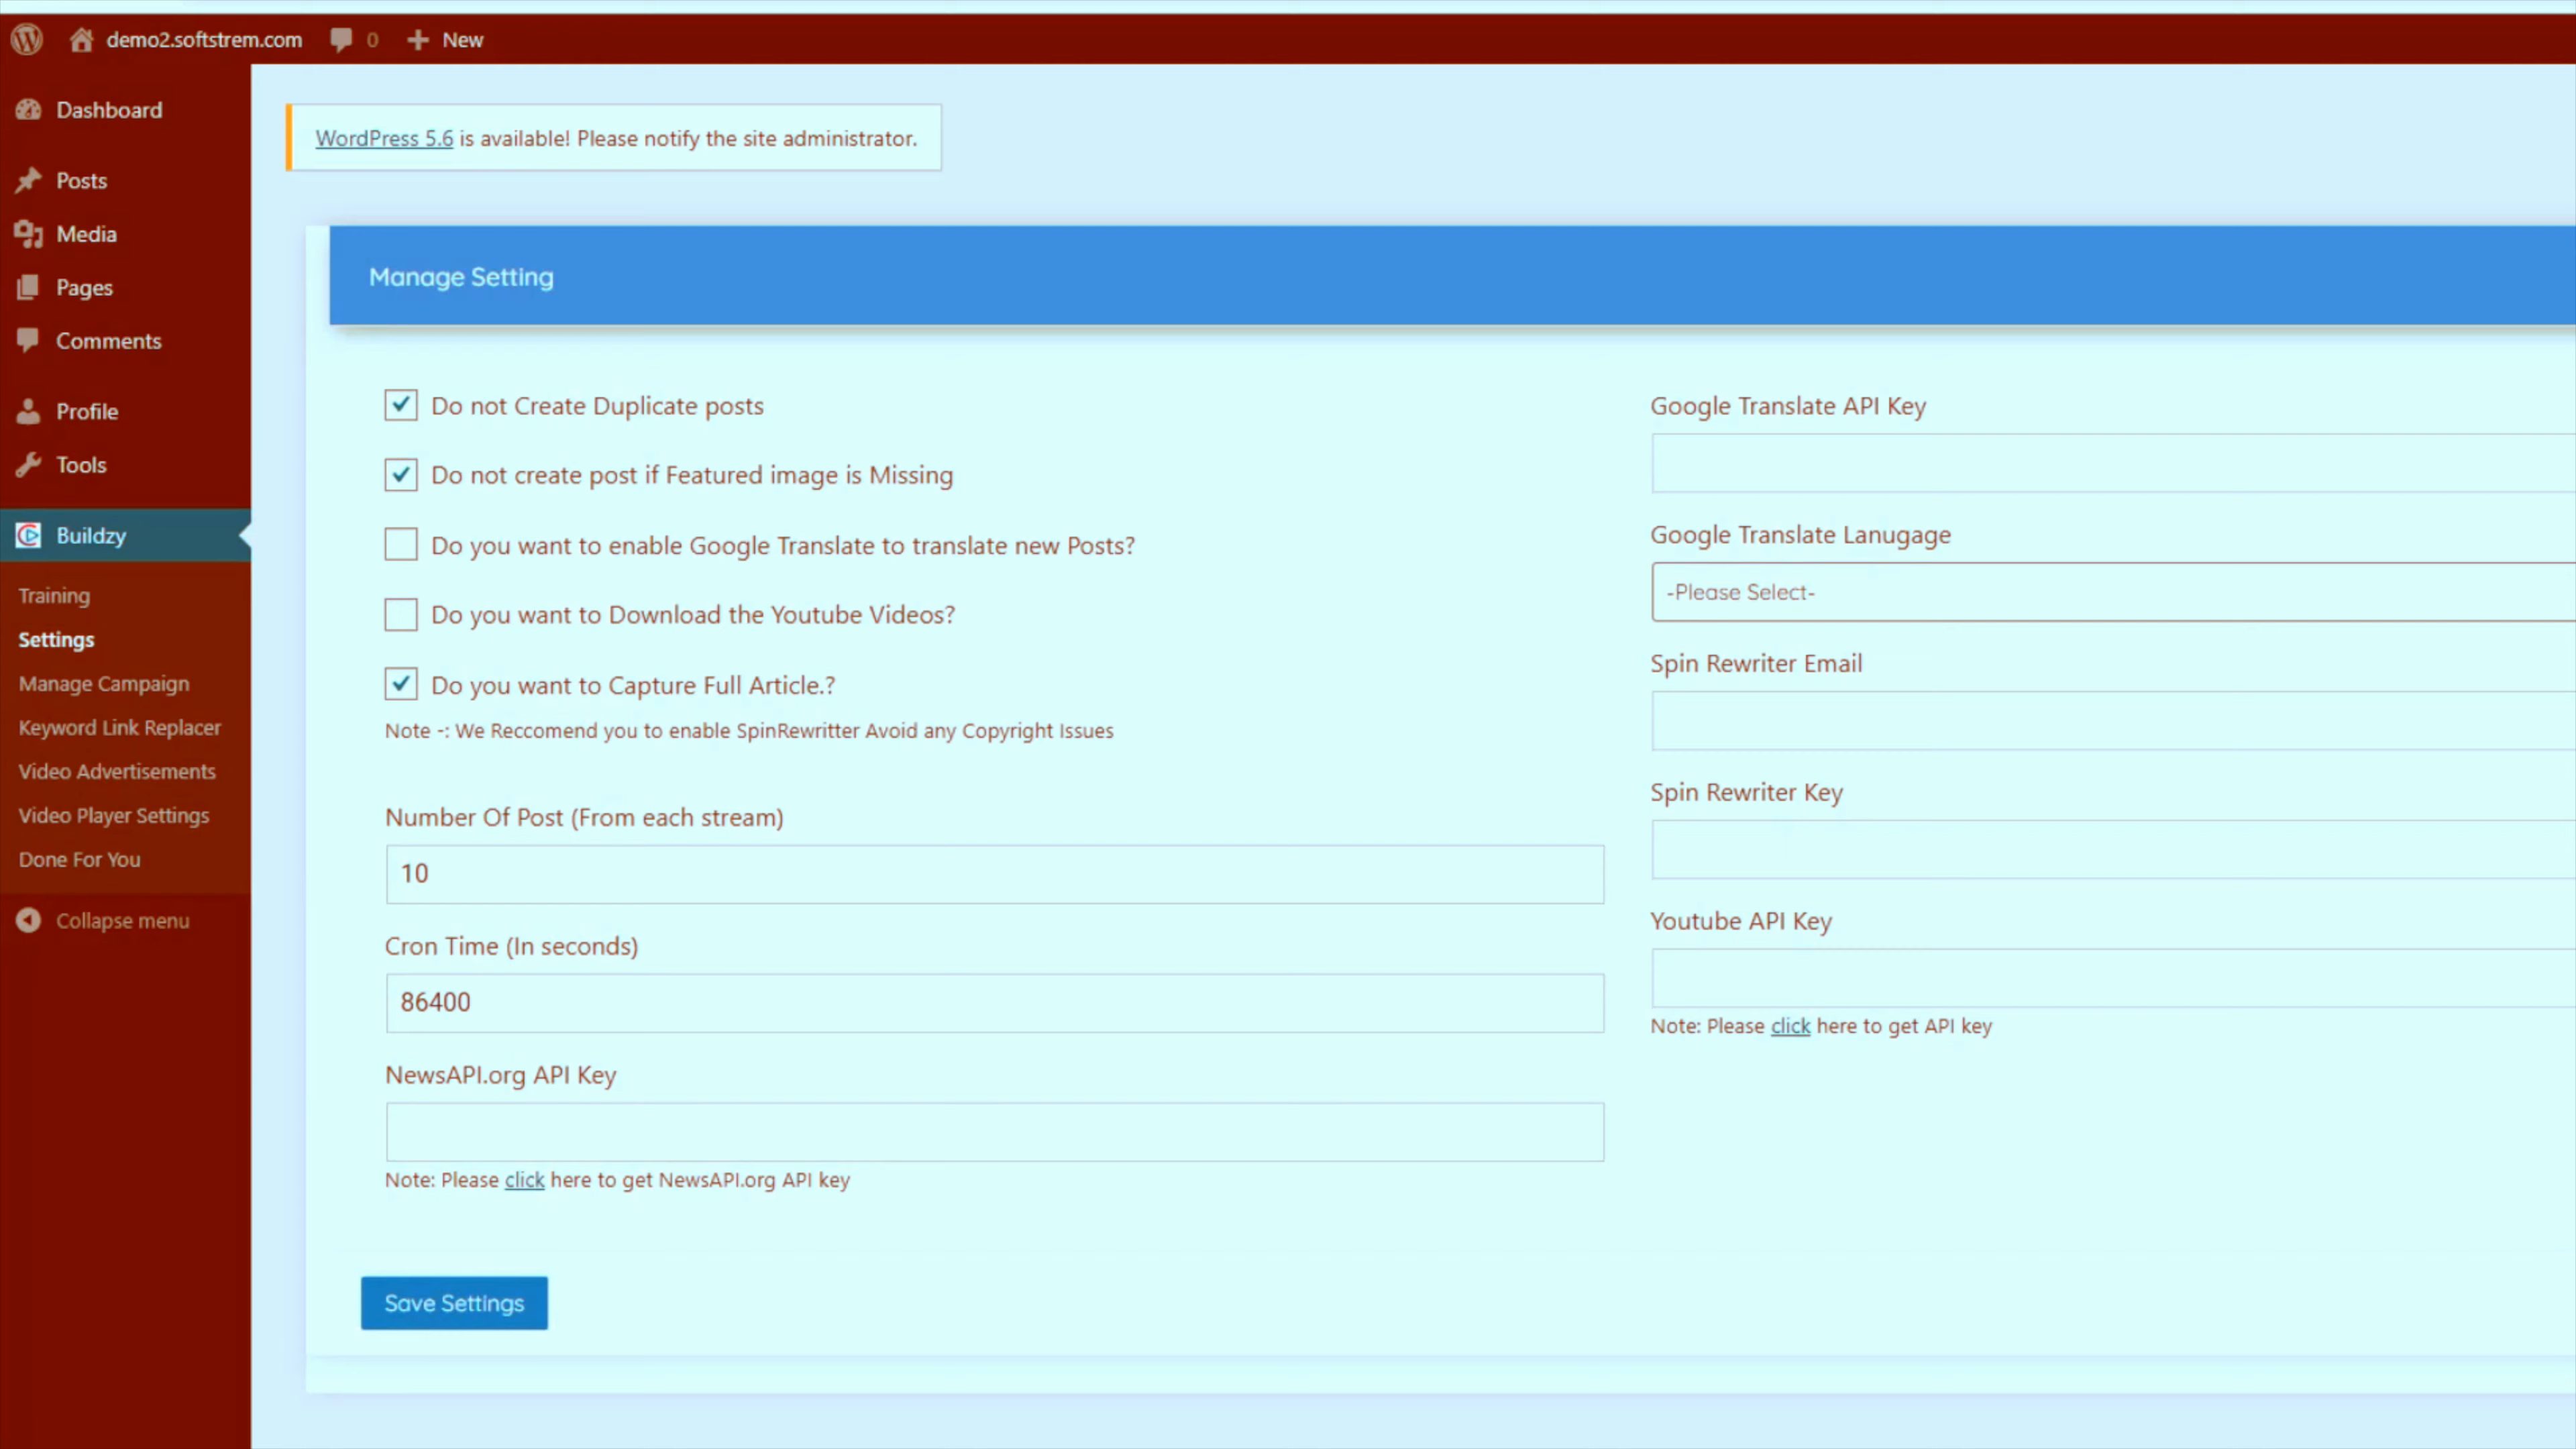 demo2.softstrem.com 0 New
Dashboard
Posts
Media
Pages
Comments
Profile
Tools
Buildzy
Training
Settings
Manage Campaign
Keyword Link Replacer
Video Advertisements
Video Player Settings
Done For You
Collapse menu
WordPress 5.6 is available! Please notify the site administrator.
Manage Setting
Do not Create Duplicate posts
Do not create post if Featured image is Missing
Do you want to enable Google Translate to translate new Posts?
Do you want to Download the Youtube Videos?
Do you want to Capture Full Article.?
Note -: We Reccomend you to enable SpinRewritter Avoid any Copyright Issues
Number Of Post (From each stream)
10
Cron Time (In seconds)
86400
NewsAPI.org API Key
Note: Please click here to get NewsAPI.org API key
Save Settings
Google Translate API Key
Google Translate Lanugage
-Please Select-
Spin Rewriter Email
Spin Rewriter Key
Youtube API Key
Note: Please click here to get API key